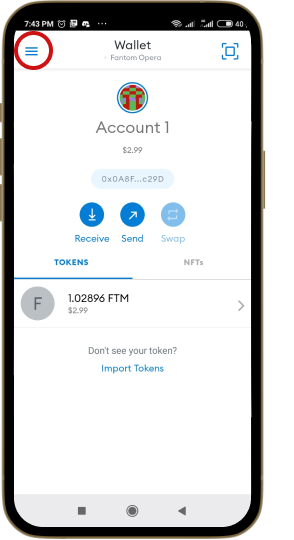 7:43 PM
40
Wallet
Fantom Opera
Account 1
$2.99
0x0A8F...c29D
Receive
Send
Swap
TOKENS
NFTs
F
1.02896 FTM
$2.99
Don't see your token?
Import Tokens